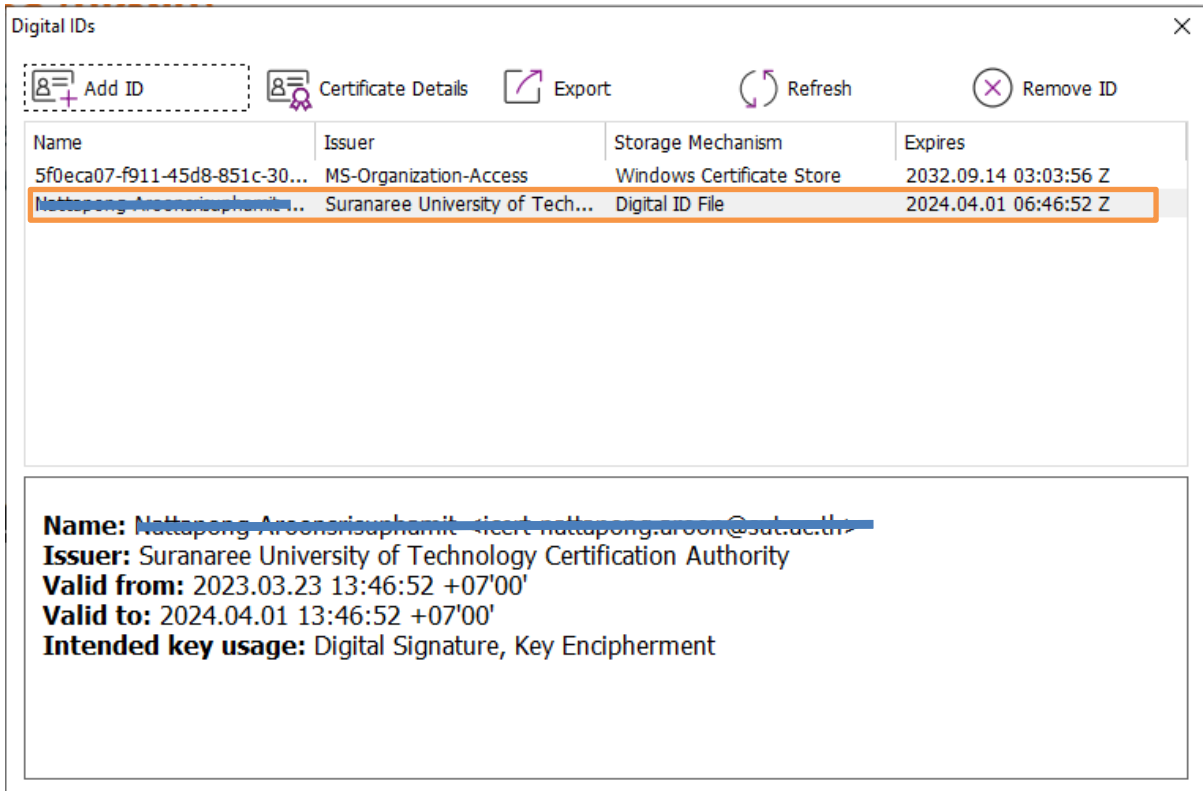 Digital IDs
Add ID Certificate Details Export Refresh Remove ID
Name Issuer Storage Mechanism Expires
5f0eca07-f911-45d8-851c-30... MS-Organization-Access Windows Certificate Store 2032.09.14 03:03:56 Z
... Suranaree University of Tech... Digital ID File 2024.04.01 06:46:52 Z
Name:
Issuer: Suranaree University of Technology Certification Authority
Valid from: 2023.03.23 13:46:52 +07'00'
Valid to: 2024.04.01 13:46:52 +07'00'
Intended key usage: Digital Signature, Key Encipherment